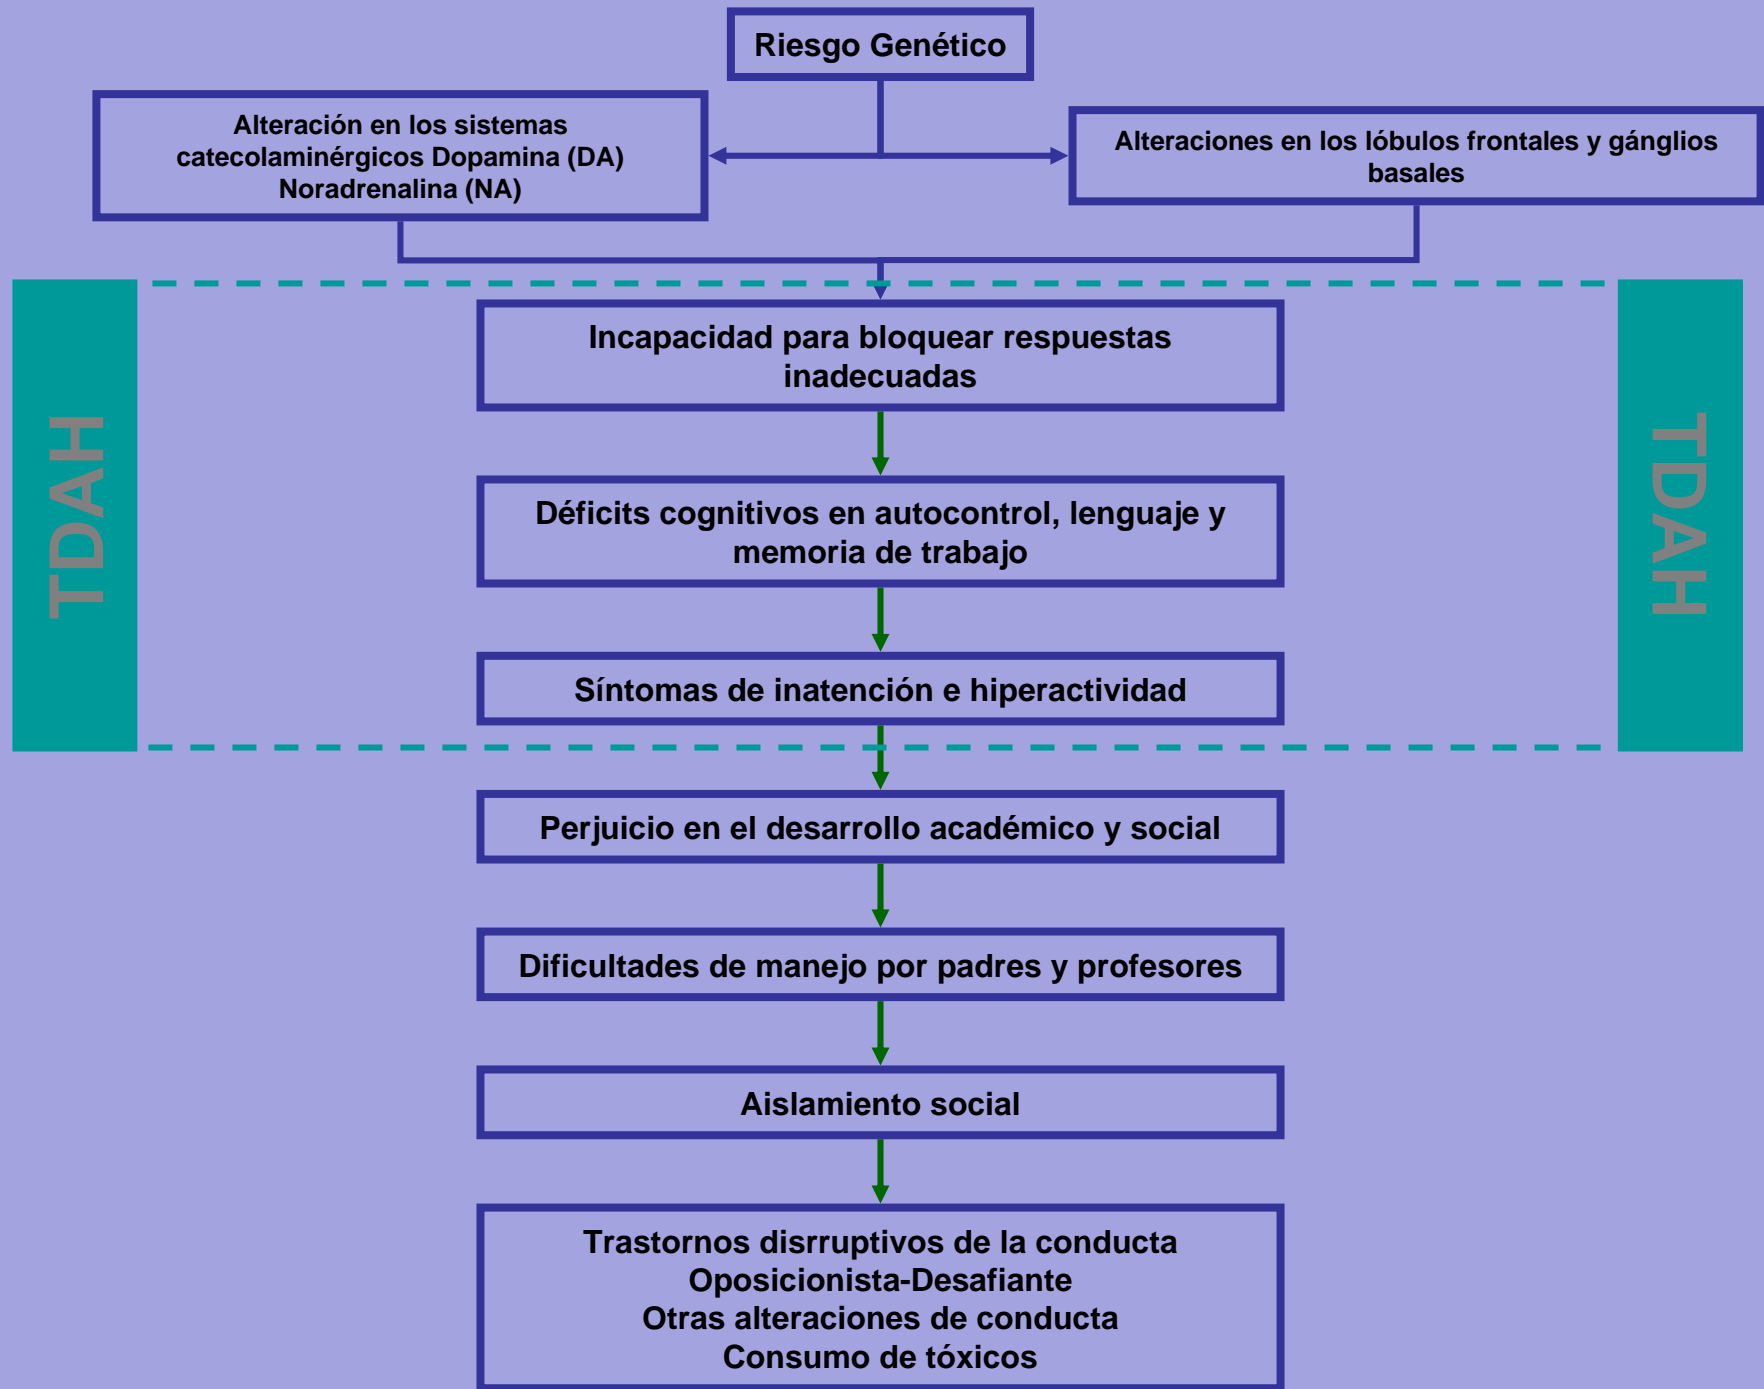 Riesgo Genético
Alteración en los sistemas
catecolaminérgicos Dopamina (DA)
Noradrenalina (NA)
Alteraciones en los lóbulos frontales y gánglios
basales
TDAH
TDAH
Incapacidad para bloquear respuestas
inadecuadas
Déficits cognitivos en autocontrol, lenguaje y
memoria de trabajo
Síntomas de inatención e hiperactividad
Perjuicio en el desarrollo académico y social
Dificultades de manejo por padres y profesores
Aislamiento social
Trastornos disrruptivos de la conducta
Oposicionista-Desafiante
Otras alteraciones de conducta
Consumo de tóxicos